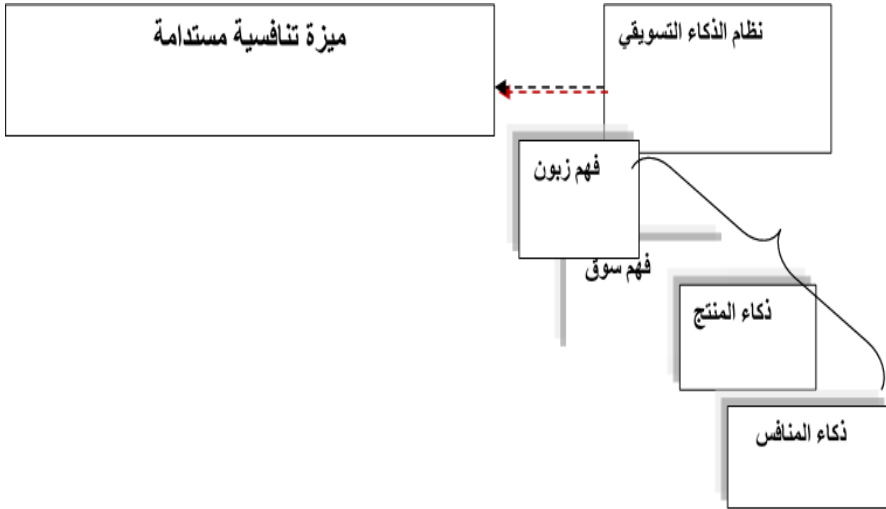 نظام الذكاء التسويقي
ميزة تنافسية مستدامة
فهم زبون
فهم سوق
ذكاء المنتج
ذكاء المنافس